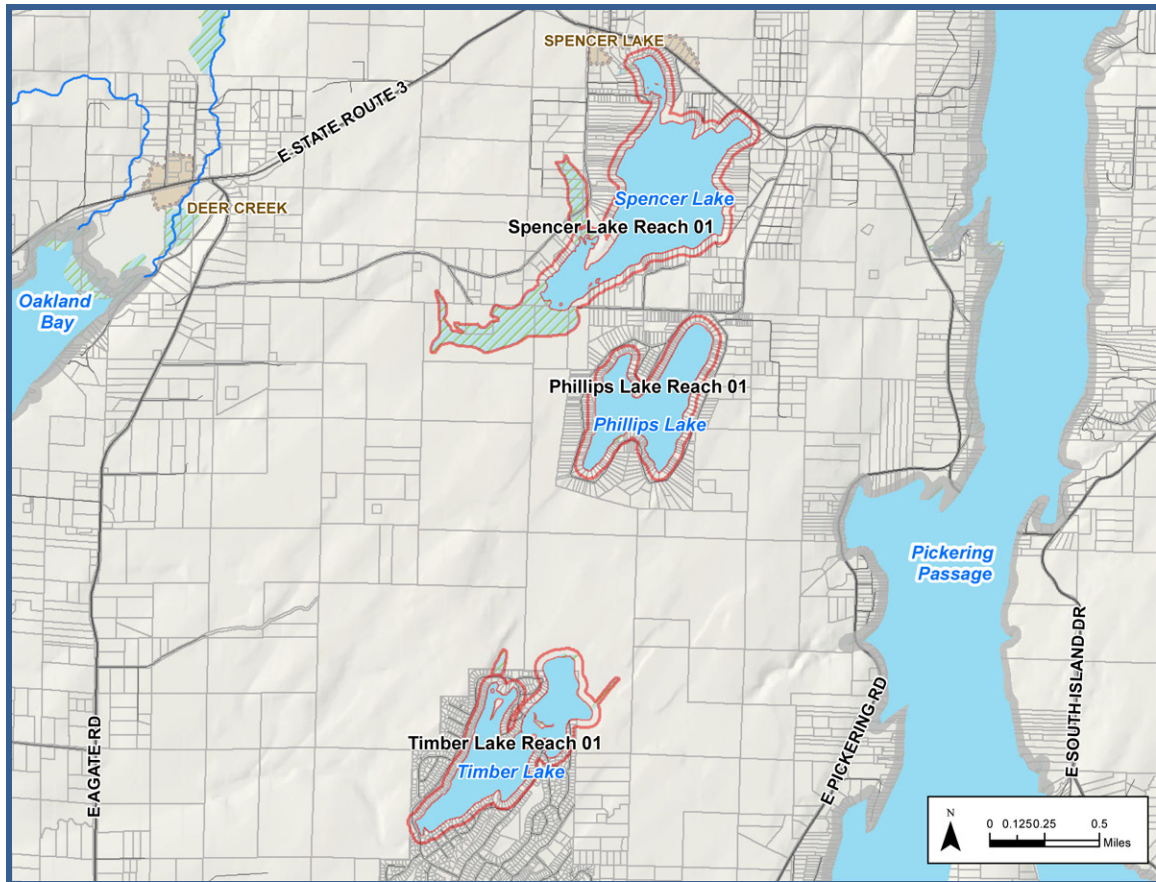 SPENCER LAKE
E STATE ROUTE 3
DEER CREEK
Spencer Lake
Spencer Lake Reach 01
Oakland
Bay
Phillips Lake Reach 01
Phillips Lake
Pickering
Passage
Timber Lake Reach 01
Timber Lake
E AGATE RD
E PICKERING RD
E SOUTH ISLAND DR
N
0 0.125 0.25 0.5
Miles